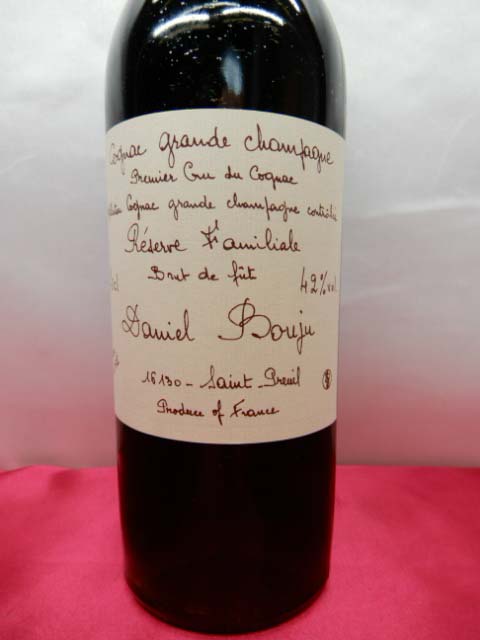 Cognac grande champagne
Premier Cru du Cognac
Cognac grande champagne contrôlée
Réserve Familiale
Brut de fût 42% vol.
Daniel Bouju
16130 - Saint Preuil
Produce of France